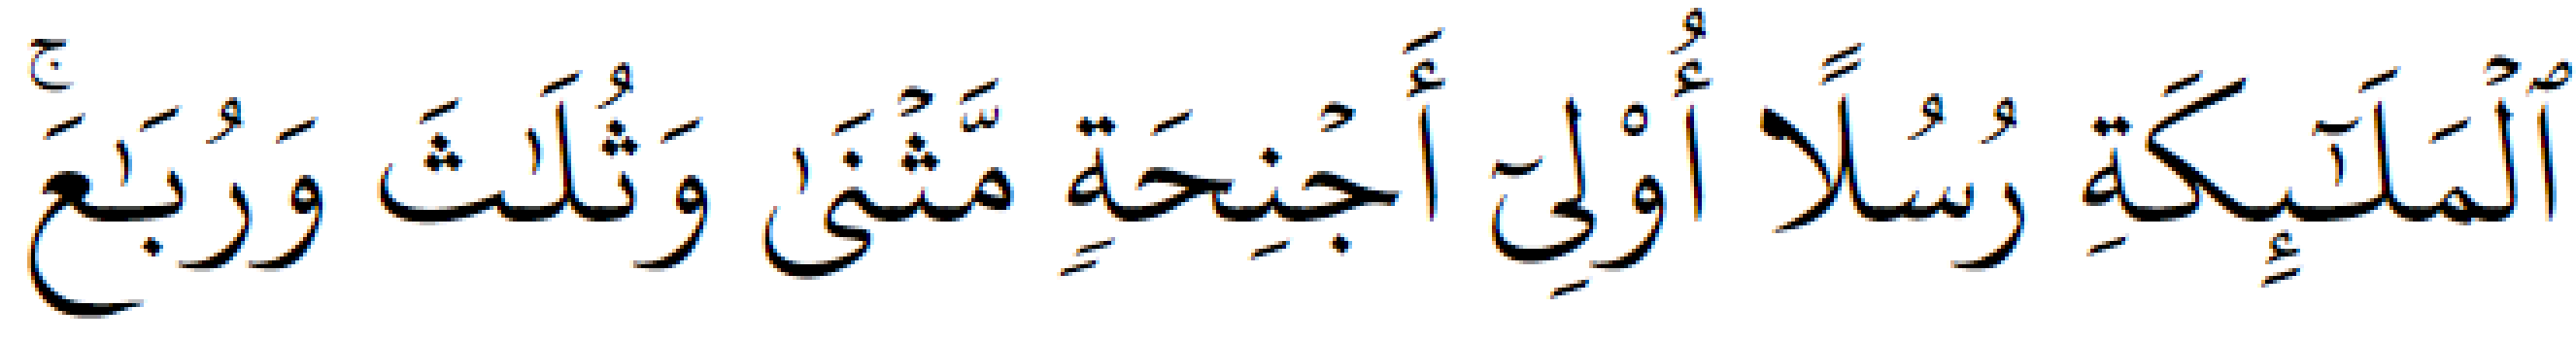 ٱلۡمَلَـٰٓئِكَةِ رُسُلًا أُو۟لِىٓ أَجۡنِحَةٍ مَّثۡنَىٰ وَثُلَـٰثَ وَرُبَـٰعَۚ